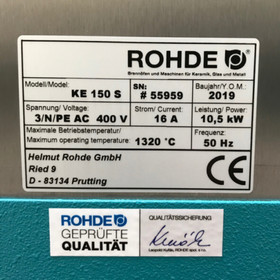 ROHDE
Brennöfen und Maschinen für Keramik, Glas und Metall
Modell/Model: KE 150 S
SN: # 55959
Baujahr/Y.O.M.: 2019
Spannung/ Voltage: 3/N/PE AC 400 V
Strom/ Current: 16 A
Leistung/ Power: 10,5 kW
Maximale Betriebstemperatur/
Maximum operating temperature: 1320 °C
Frequenz: 50 Hz
Helmut Rohde GmbH
Ried 9
D - 83134 Prutting
CE
ROHDE
GEPRÜFTE
QUALITÄT
QUALITÄTSSICHERUNG